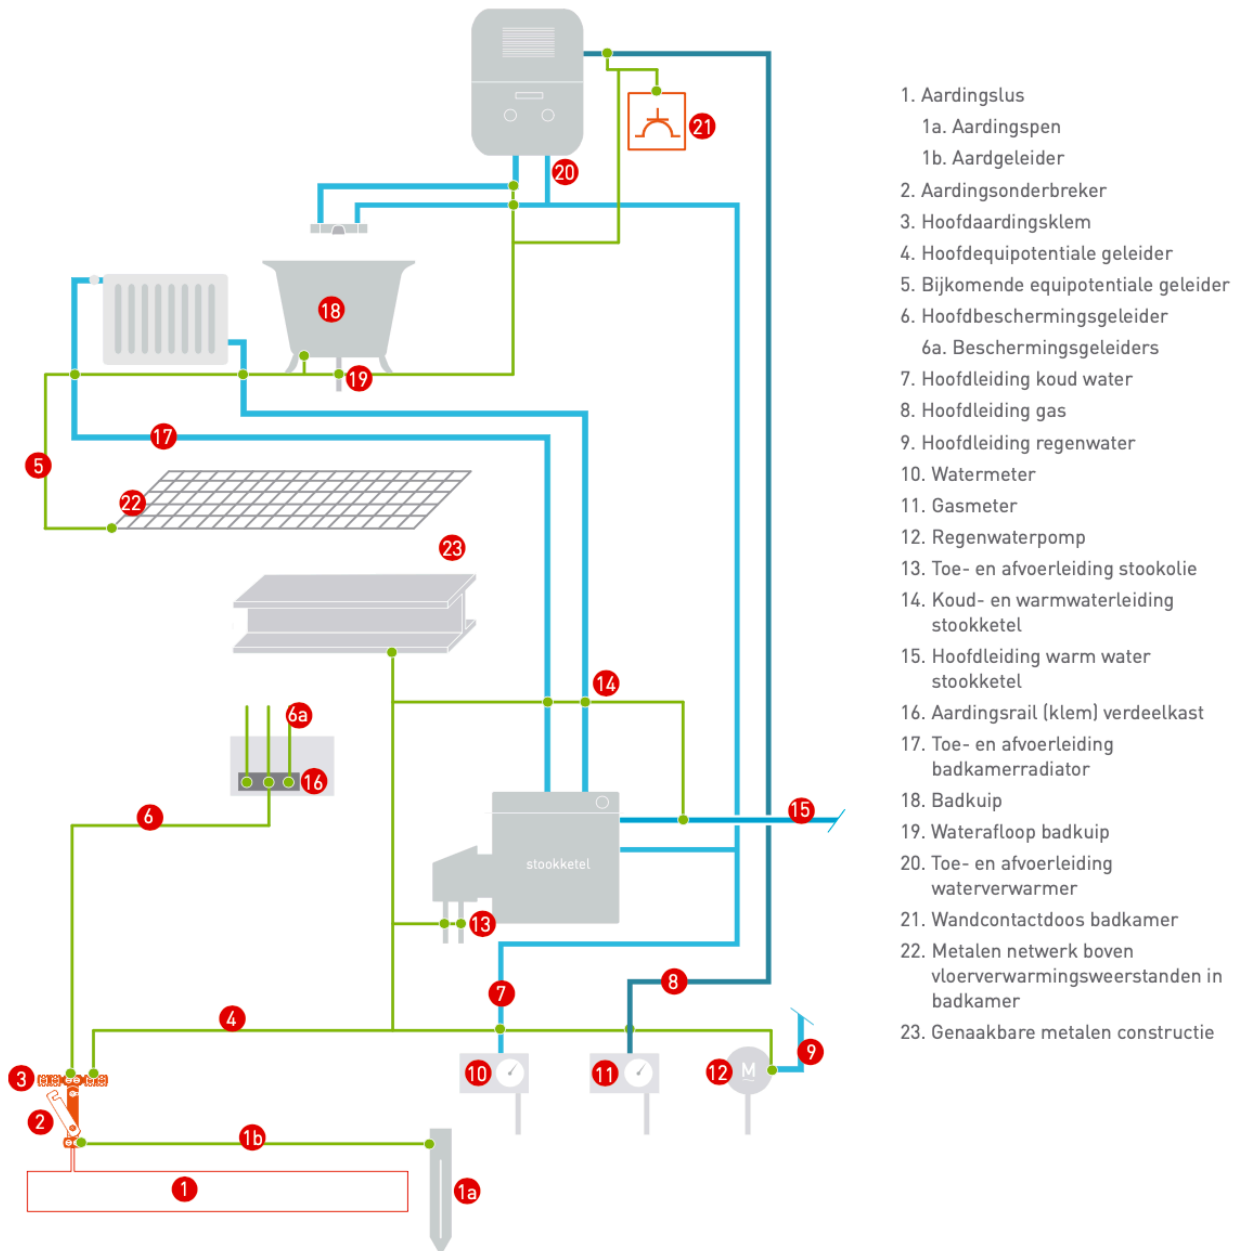 21
20
18
19
17
5
22
23
14
6a
16
6
15
stookketel
13
8
7
4
9
3
10
11
12
M
2
1b
1
1a
1. Aardingslus
1a. Aardingspen
1b. Aardgeleider
2. Aardingsonderbreker
3. Hoofdaardingsklem
4. Hoofdequipotentiale geleider
5. Bijkomende equipotentiale geleider
6. Hoofdbeschermingsgeleider
6a. Beschermingsgeleiders
7. Hoofdleiding koud water
8. Hoofdleiding gas
9. Hoofdleiding regenwater
10. Watermeter
11. Gasmeter
12. Regenwaterpomp
13. Toe- en afvoerleiding stookolie
14. Koud- en warmwaterleiding
stookketel
15. Hoofdleiding warm water
stookketel
16. Aardingsrail (klem) verdeelkast
17. Toe- en afvoerleiding
badkamerradiator
18. Badkuip
19. Waterafloop badkuip
20. Toe- en afvoerleiding
waterverwarmer
21. Wandcontactdoos badkamer
22. Metalen netwerk boven
vloerverwarmingsweerstanden in
badkamer
23. Genaakbare metalen constructie